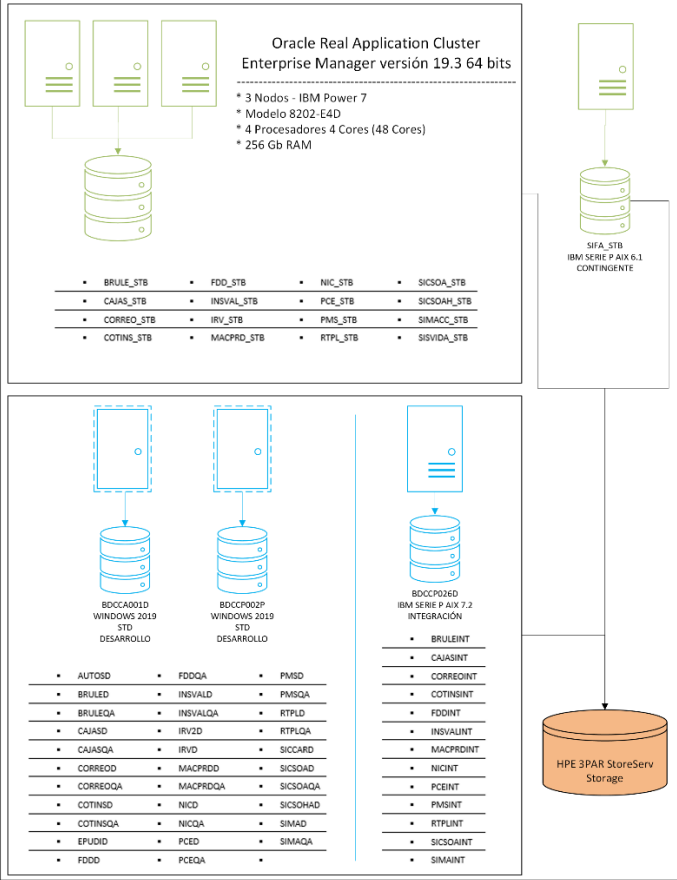 Oracle Real Application Cluster
Enterprise Manager versión 19.3 64 bits
* 3 Nodos - IBM Power 7
* Modelo 8202-E4D
* 4 Procesadores 4 Cores (48 Cores)
* 256 Gb RAM
SIFA_STB
IBM SERIE P AIX 6.1
CONTINGENTE
▪ BRULE_STB ▪ FDD_STB ▪ NIC_STB ▪ SICSOA_STB
▪ CAJAS_STB ▪ INSVAL_STB ▪ PCE_STB ▪ SICSOAH_STB
▪ CORREO_STB ▪ IRV_STB ▪ PMS_STB ▪ SIMACC_STB
▪ COTINS_STB ▪ MACPRD_STB ▪ RTPL_STB ▪ SISVIDA_STB
BDCCA001D
WINDOWS 2019
STD
DESARROLLO
BDCCP002P
WINDOWS 2019
STD
DESARROLLO
BDCCP026D
IBM SERIE P AIX 7.2
INTEGRACIÓN
▪ AUTOSD ▪ FDDQA ▪ PMSD
▪ BRULED ▪ INSVALD ▪ PMSQA
▪ BRULEQA ▪ INSVALQA ▪ RTPLD
▪ CAJASD ▪ IRV2D ▪ RTPLQA
▪ CAJASQA ▪ IRVD ▪ SICCARD
▪ CORREOD ▪ MACPRDD ▪ SICSOAD
▪ CORREOQA ▪ MACPRDQA ▪ SICSOAQA
▪ COTINSD ▪ NICD ▪ SICSOHAD
▪ COTINSQA ▪ NICQA ▪ SIMAD
▪ EPUDID ▪ PCED ▪ SIMAQA
▪ FDDD ▪ PCEQA ▪
▪ BRULEINT
▪ CAJASINT
▪ CORREOINT
▪ COTINSINT
▪ FDDINT
▪ INSVALINT
▪ MACPRDINT
▪ NICINT
▪ PCEINT
▪ PMSINT
▪ RTPLINT
▪ SICSOAINT
▪ SIMAINT
HPE 3PAR StoreServ
Storage